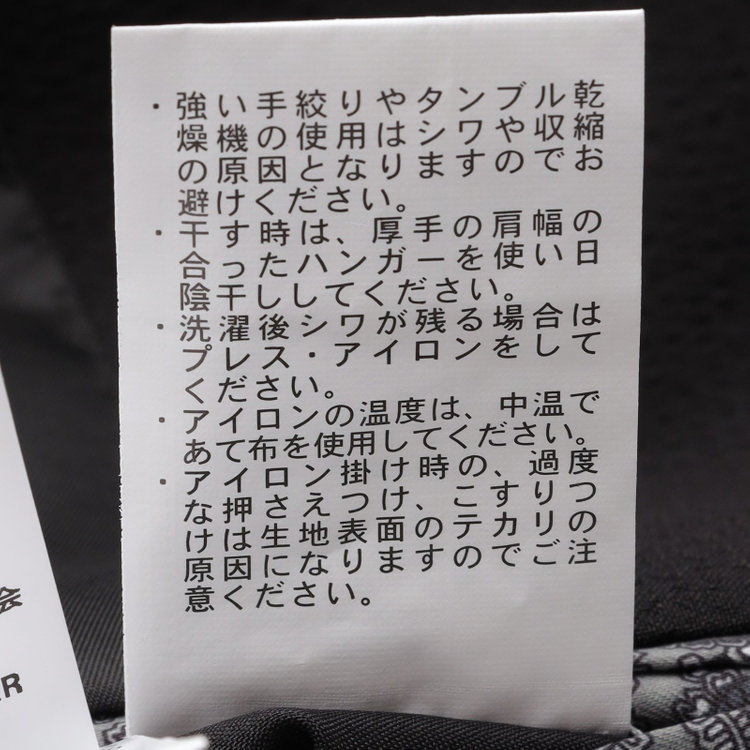 ・強い手絞りやタンブル乾
燥機の使用はシワや収縮
の原因となりますのでお
避けください。
・干す時は、厚手の肩幅の
合ったハンガーを使い日
陰干ししてください。
・洗濯後シワが残る場合は
プレス・アイロンをして
ください。
・アイロンの温度は、中温で
あて布を使用してください。
・アイロン掛け時の、過度
な押さえつけ、こすりつ
けは生地表面のテカリの
原因になりますのでご注
意ください。
会
R